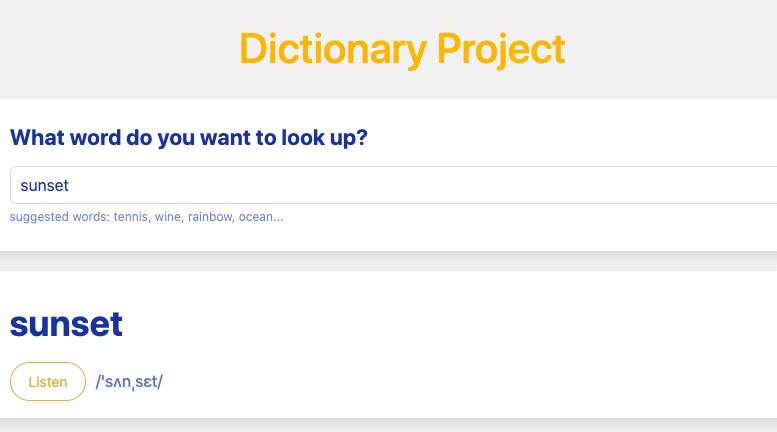 Dictionary Project
What word do you want to look up?
sunset
suggested words: tennis, wine, rainbow, ocean...
sunset
Listen /ˈsʌnˌsɛt/